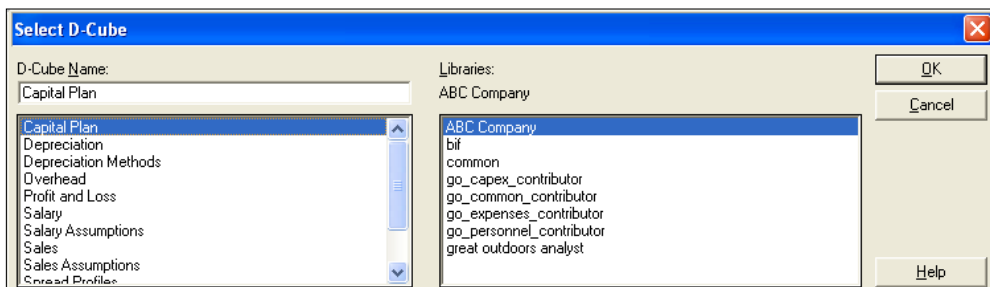 Select D-Cube
D-Cube Name:
Capital Plan
Capital Plan
Depreciation
Depreciation Methods
Overhead
Profit and Loss
Salary
Salary Assumptions
Sales
Sales Assumptions
Spread Profiles
Libraries:
ABC Company
ABC Company
bif
common
go_capex_contributor
go_common_contributor
go_expenses_contributor
go_personnel_contributor
great outdoors analyst
OK
Cancel
Help